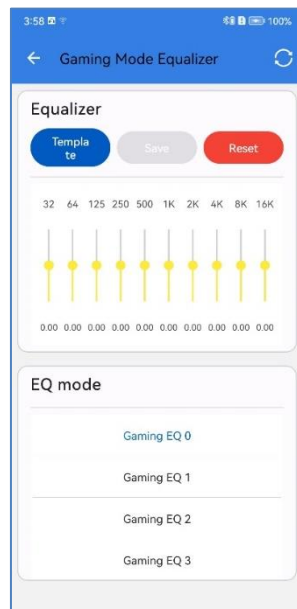 3:58 100%
Gaming Mode Equalizer
Equalizer
Templa
te Save Reset
32 64 125 250 500 1K 2K 4K 8K 16K
0.00 0.00 0.00 0.00 0.00 0.00 0.00 0.00 0.00 0.00
EQ mode
Gaming EQ 0
Gaming EQ 1
Gaming EQ 2
Gaming EQ 3